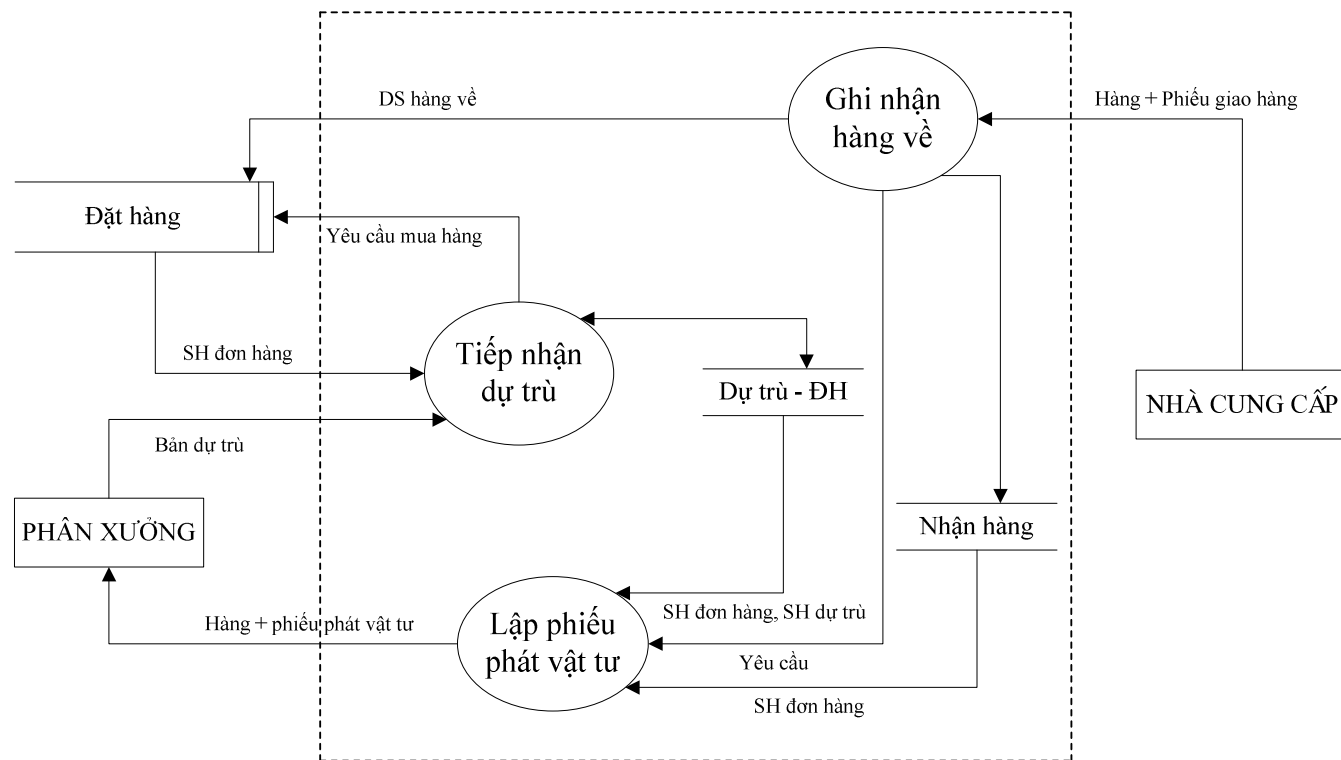 Ghi nhận
hàng về
DS hàng về
Hàng + Phiếu giao hàng
Đặt hàng
Yêu cầu mua hàng
SH đơn hàng
Tiếp nhận
dự trù
Dự trù - ĐH
NHÀ CUNG CẤP
Bản dự trù
PHÂN XƯỞNG
Nhận hàng
Hàng + phiếu phát vật tư
Lập phiếu
phát vật tư
SH đơn hàng, SH dự trù
Yêu cầu
SH đơn hàng